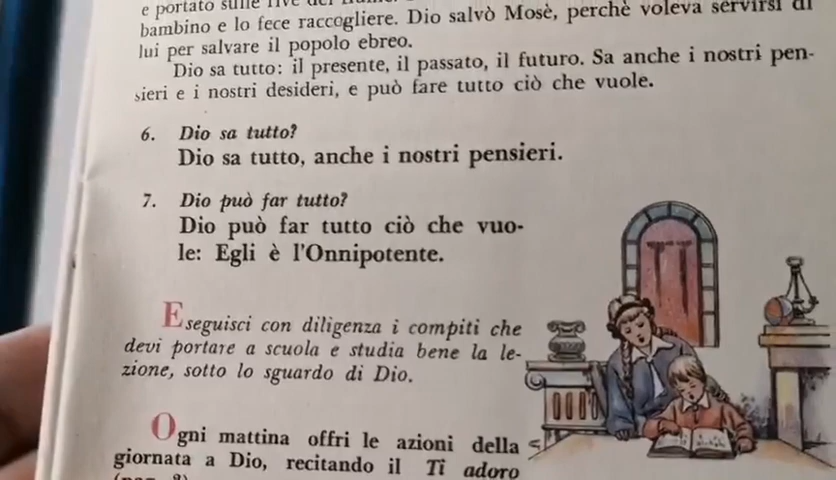 e portato sulle rive del
bambino e lo fece raccogliere. Dio salvò Mosè, perchè voleva servirsi di
lui per salvare il popolo ebreo.
Dio sa tutto: il presente, il passato, il futuro. Sa anche i nostri pen-
sieri e i nostri desideri, e può fare tutto ciò che vuole.
6. Dio sa tutto?
Dio sa tutto, anche i nostri pensieri.
7. Dio può far tutto?
Dio può far tutto ciò che vuo-
le: Egli è l'Onnipotente.
Eseguisci con diligenza i compiti che
devi portare a scuola e studia bene la le-
zione, sotto lo sguardo di Dio.
Ogni mattina offri le azioni della
giornata a Dio, recitando il Ti adoro